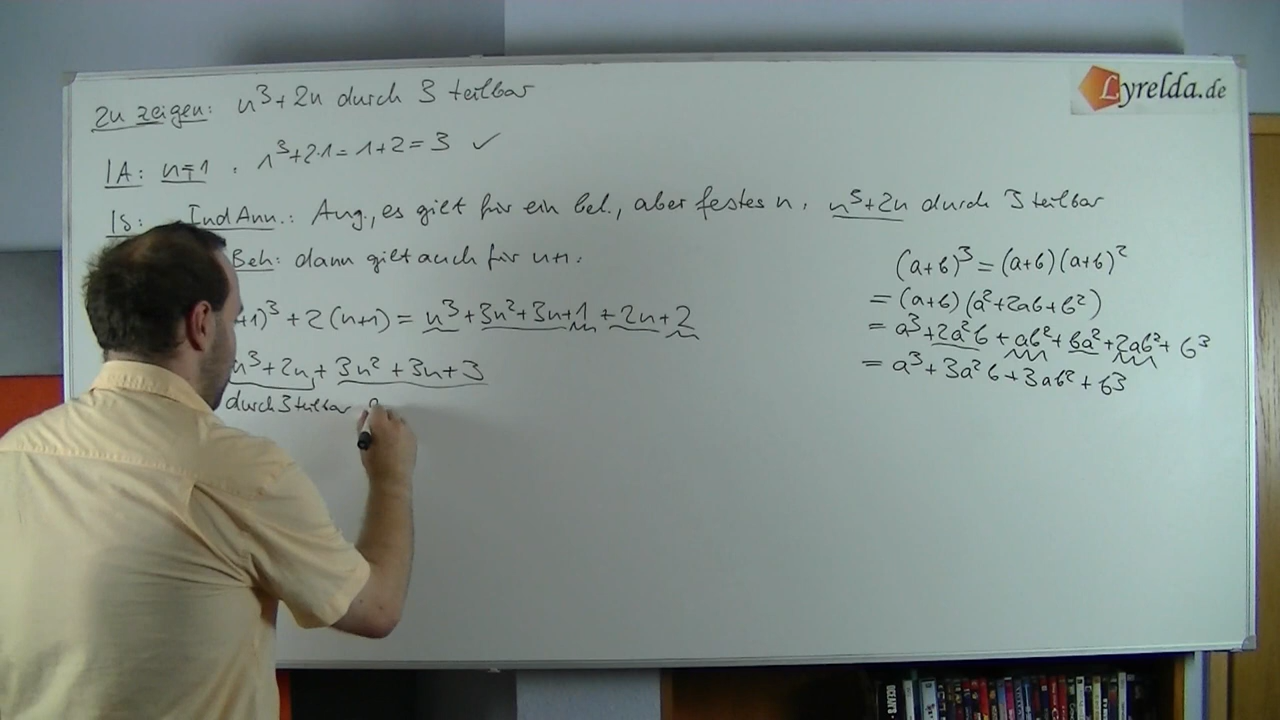 zu zeigen: n³+2n durch 3 teilbar
IA: n=1 . 1³+2·1=1+2=3 ✓
IS: IndAnn.: Ang., es gilt für ein bel., aber festes n. n³+2n durch 3 teilbar
Beh: dann gilt auch für n+1.
+1)³+2(n+1)=n³+3n²+3n+1+2n+2
n³+2n+3n²+3n+3
durch 3 teilbar
(a+b)³=(a+b)(a+b)²
=(a+b)(a²+2ab+b²)
=a³+2a²b+ab²+ba²+2ab²+b³
=a³+3a²b+3ab²+b³
Lyrelda.de